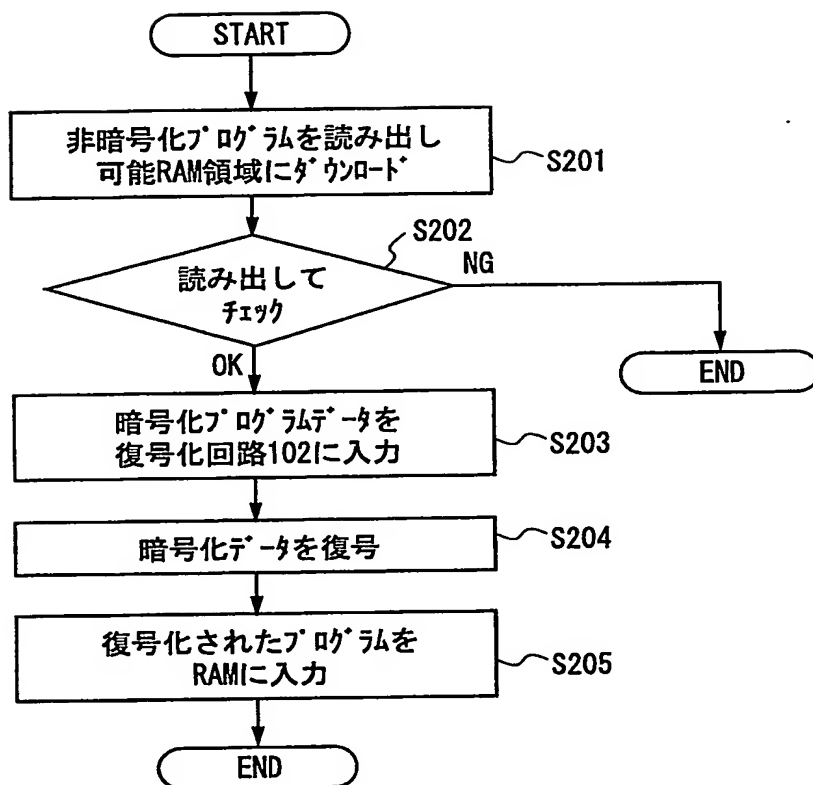 START
非暗号化プログラムを読み出し
可能RAM領域にダウンロード
S201
S202
読み出して
チェック
NG
OK
END
暗号化プログラムデータを
復号化回路102に入力
S203
暗号化データを復号
S204
復号化されたプログラムを
RAMに入力
S205
END